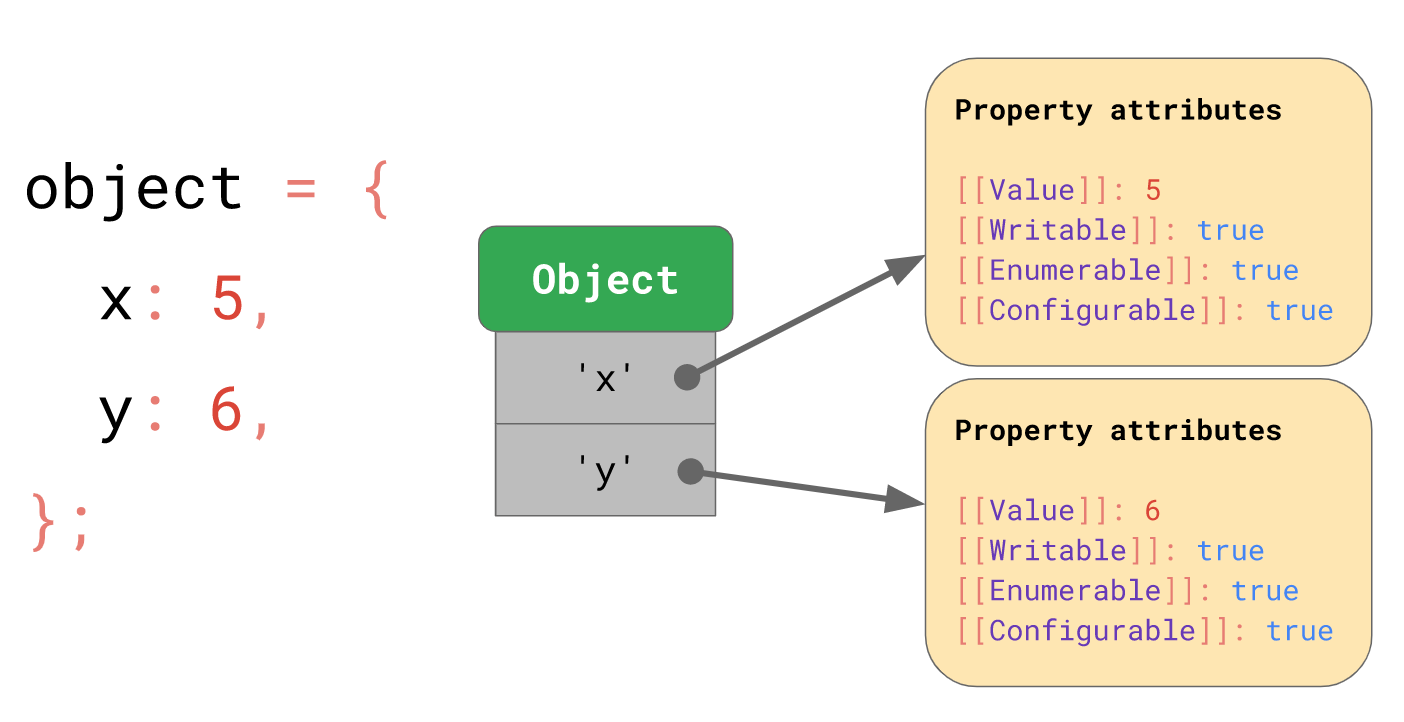 object = {
x: 5,
y: 6,
};
Object
'x'
'y'
Property attributes
[[Value]]: 5
[[Writable]]: true
[[Enumerable]]: true
[[Configurable]]: true
Property attributes
[[Value]]: 6
[[Writable]]: true
[[Enumerable]]: true
[[Configurable]]: true